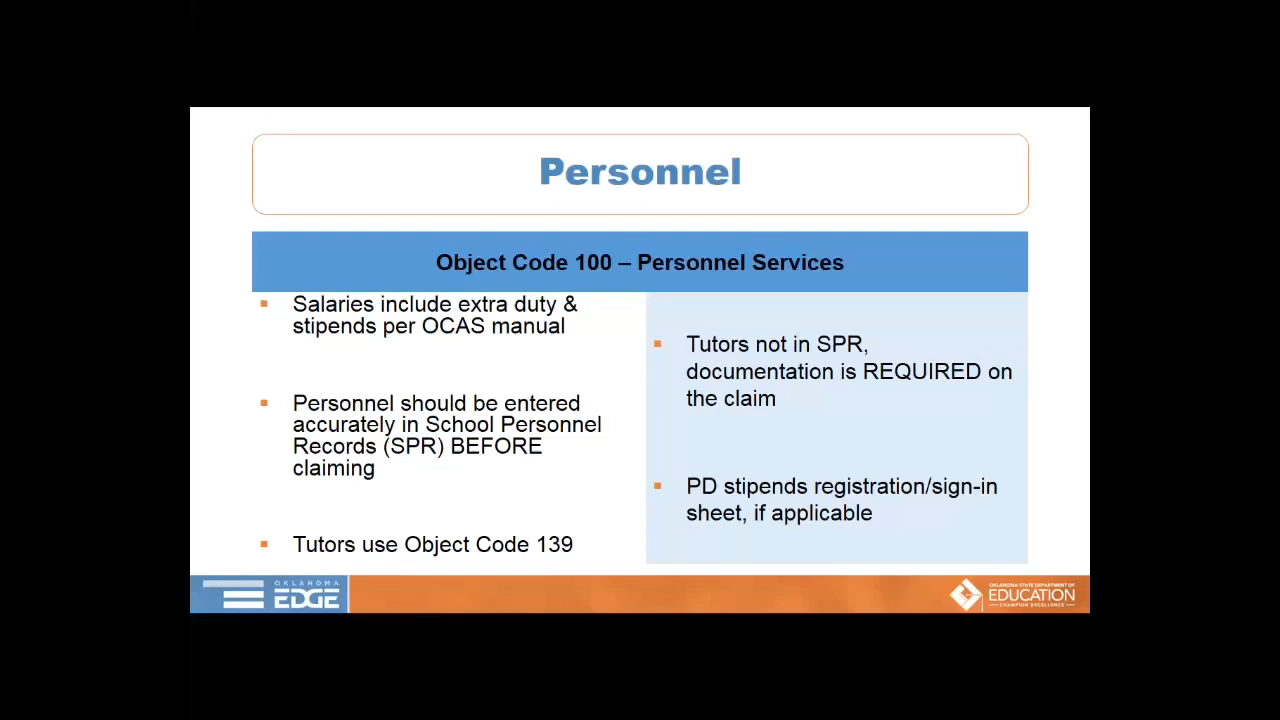 Personnel
Object Code 100 – Personnel Services
▪ Salaries include extra duty &
stipends per OCAS manual
▪ Personnel should be entered
accurately in School Personnel
Records (SPR) BEFORE
claiming
▪ Tutors use Object Code 139
▪ Tutors not in SPR,
documentation is REQUIRED on
the claim
▪ PD stipends registration/sign-in
sheet, if applicable
OKLAHOMA
EDGE
OKLAHOMA STATE DEPARTMENT OF
EDUCATION
CHAMPION EXCELLENCE